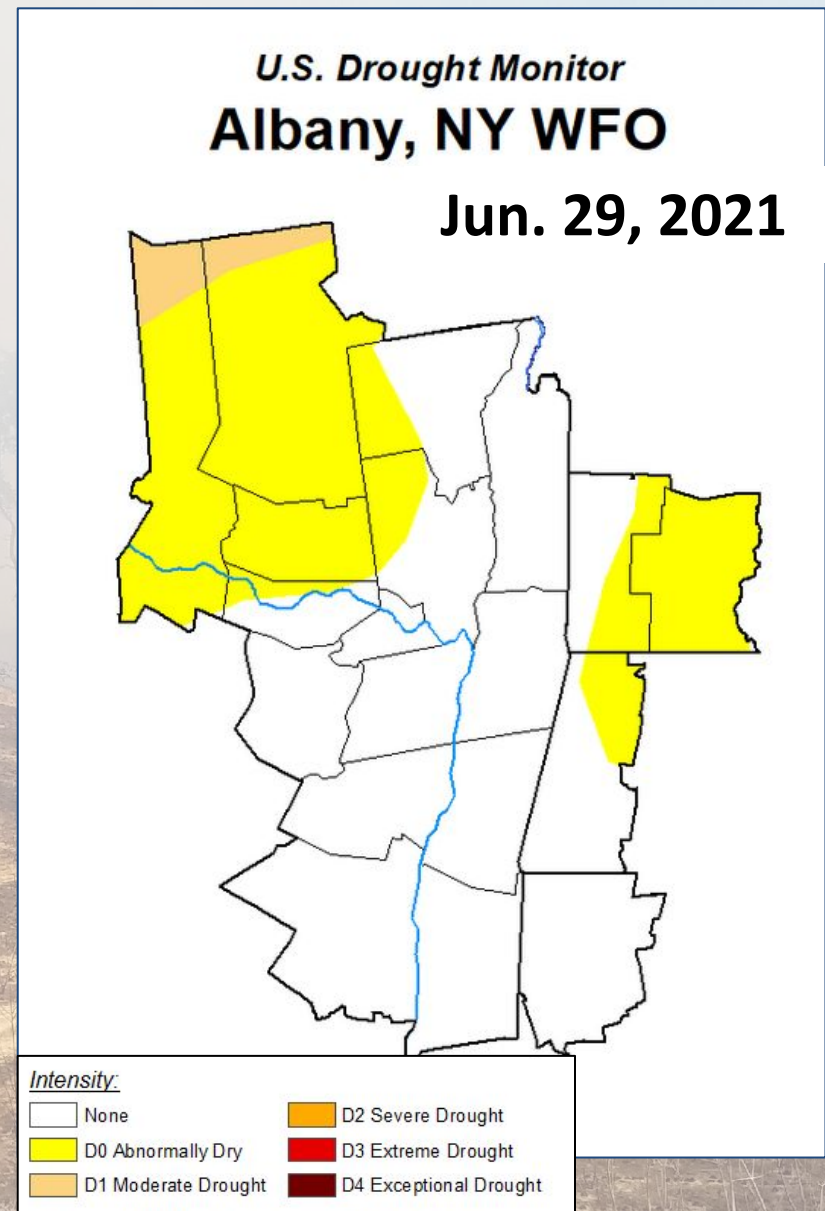 U.S. Drought Monitor
Albany, NY WFO
Jun. 29, 2021
Intensity:
None
D0 Abnormally Dry
D1 Moderate Drought
D2 Severe Drought
D3 Extreme Drought
D4 Exceptional Drought